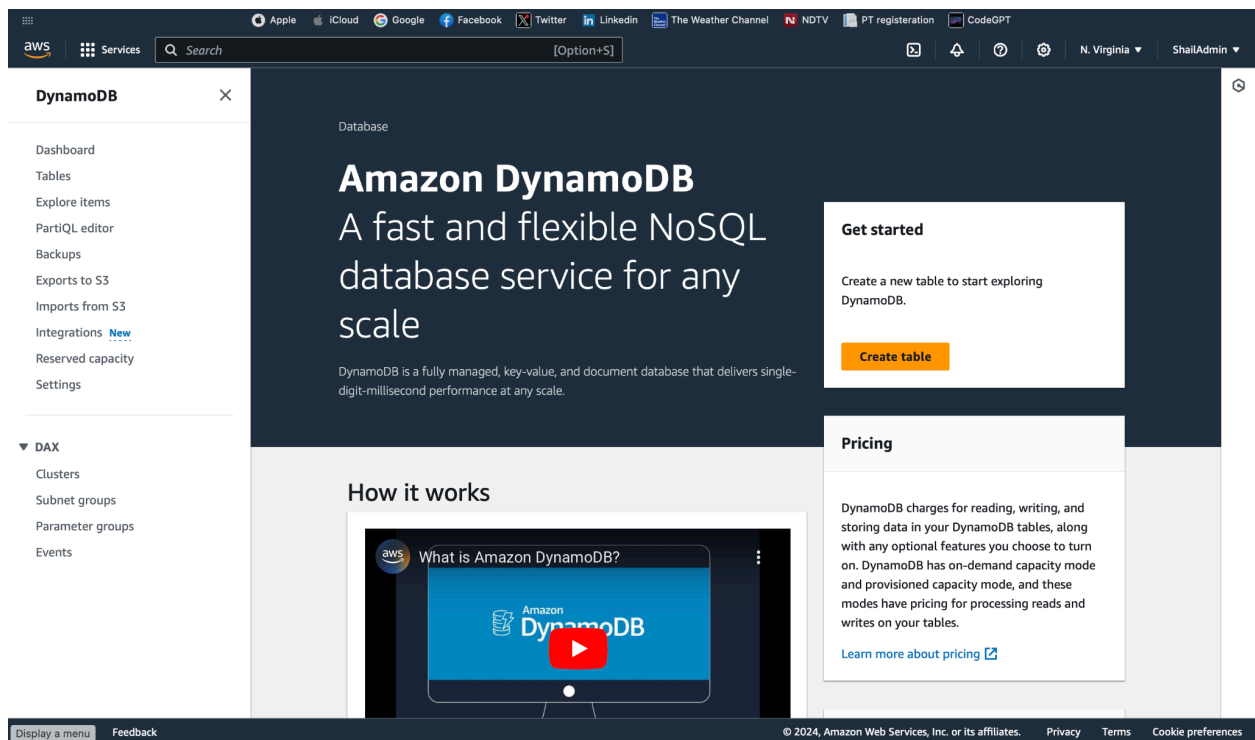 Apple iCloud Google Facebook Twitter Linkedin The Weather Channel NDTV PT registeration CodeGPT
aws Services Search [Option+S] N. Virginia ▼ ShailAdmin ▼
DynamoDB
Dashboard
Tables
Explore items
PartiQL editor
Backups
Exports to S3
Imports from S3
Integrations New
Reserved capacity
Settings
▼ DAX
Clusters
Subnet groups
Parameter groups
Events
Database
Amazon DynamoDB
A fast and flexible NoSQL
database service for any
scale
DynamoDB is a fully managed, key-value, and document database that delivers single-
digit-millisecond performance at any scale.
Get started
Create a new table to start exploring
DynamoDB.
Create table
Pricing
DynamoDB charges for reading, writing, and
storing data in your DynamoDB tables, along
with any optional features you choose to turn
on. DynamoDB has on-demand capacity mode
and provisioned capacity mode, and these
modes have pricing for processing reads and
writes on your tables.
Learn more about pricing
How it works
aws What is Amazon DynamoDB?
Amazon
DynamoDB
Display a menu Feedback © 2024, Amazon Web Services, Inc. or its affiliates. Privacy Terms Cookie preferences